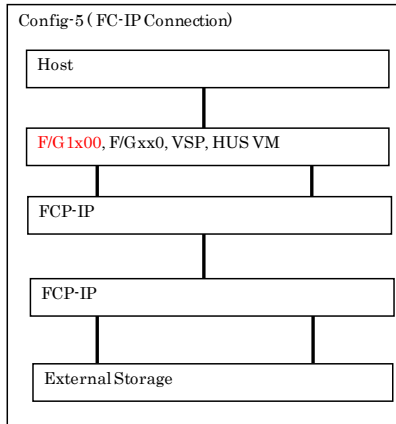 Config-5 ( FC-IP Connection)
Host
F/G1x00, F/Gxx0, VSP, HUS VM
FCP-IP
FCP-IP
External Storage